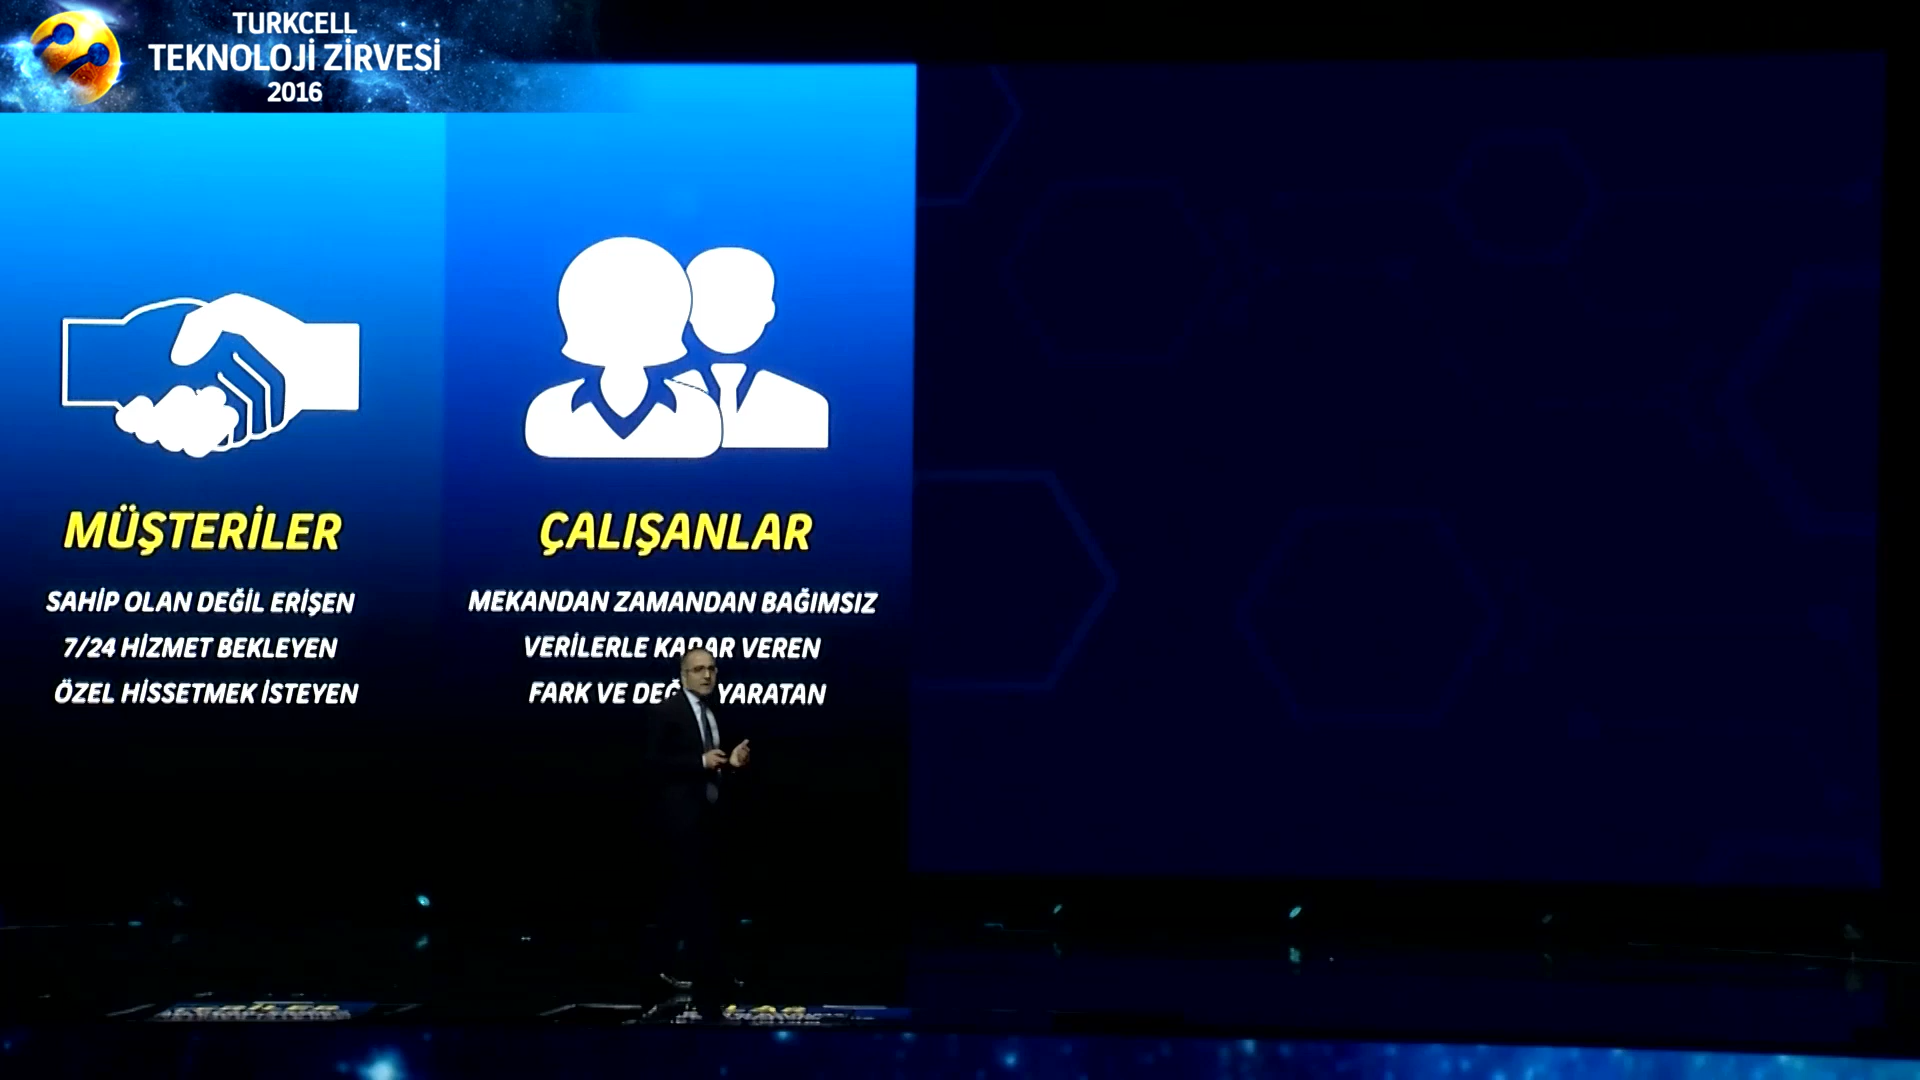 TURKCELL
TEKNOLOJİ ZİRVESİ
2016
MÜŞTERİLER
SAHİP OLAN DEĞİL ERİŞEN
7/24 HİZMET BEKLEYEN
ÖZEL HİSSETMEK İSTEYEN
ÇALIŞANLAR
MEKANDAN ZAMANDAN BAĞIMSIZ
VERİLERLE KARAR VEREN
FARK VE YARATAN